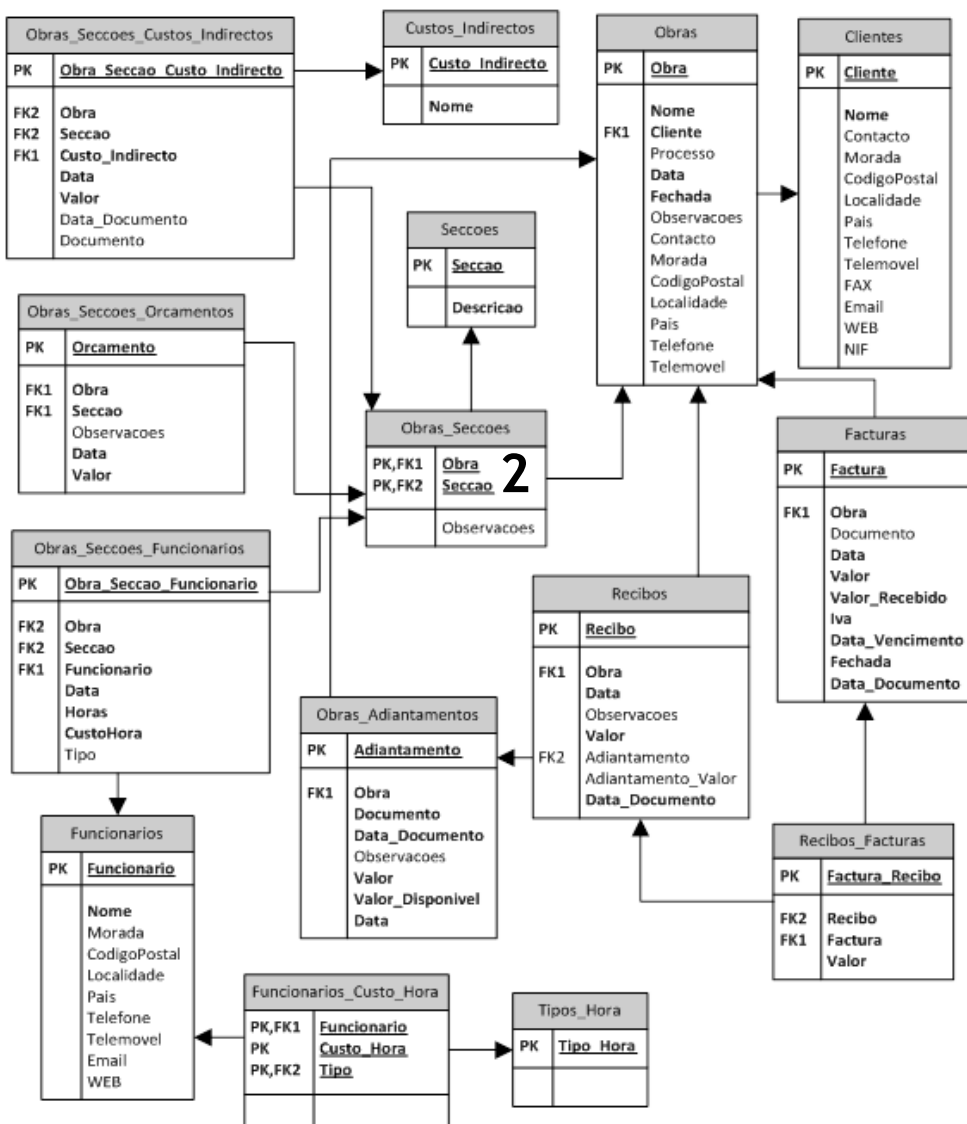 Obras_Seccoes_Custos_Indirectos
PK Obra_Seccao_Custo_Indirecto
FK2 Obra
FK2 Seccao
FK1 Custo_Indirecto
Data
Valor
Data_Documento
Documento
Custos_Indirectos
PK Custo_Indirecto
Nome
Obras
PK Obra
Nome
FK1 Cliente
Processo
Data
Fechada
Observacoes
Contacto
Morada
CodigoPostal
Localidade
Pais
Telefone
Telemovel
Clientes
PK Cliente
Nome
Contacto
Morada
CodigoPostal
Localidade
Pais
Telefone
Telemovel
FAX
Email
WEB
NIF
Seccoes
PK Seccao
Descricao
Obras_Seccoes_Orcamentos
PK Orcamento
FK1 Obra
FK1 Seccao
Observacoes
Data
Valor
Obras_Seccoes
PK,FK1 Obra
PK,FK2 Seccao
2
Observacoes
Facturas
PK Factura
FK1 Obra
Documento
Data
Valor
Valor_Recebido
Iva
Data_Vencimento
Fechada
Data_Documento
Obras_Seccoes_Funcionarios
PK Obra_Seccao_Funcionario
FK2 Obra
FK2 Seccao
FK1 Funcionario
Data
Horas
CustoHora
Tipo
Recibos
PK Recibo
FK1 Obra
Data
Observacoes
Valor
FK2 Adiantamento
Adiantamento_Valor
Data_Documento
Obras_Adiantamentos
PK Adiantamento
FK1 Obra
Documento
Data_Documento
Observacoes
Valor
Valor_Disponivel
Data
Funcionarios
PK Funcionario
Nome
Morada
CodigoPostal
Localidade
Pais
Telefone
Telemovel
Email
WEB
Recibos_Facturas
PK Factura_Recibo
FK2 Recibo
FK1 Factura
Valor
Funcionarios_Custo_Hora
PK,FK1 Funcionario
PK Custo_Hora
PK,FK2 Tipo
Tipos_Hora
PK Tipo_Hora